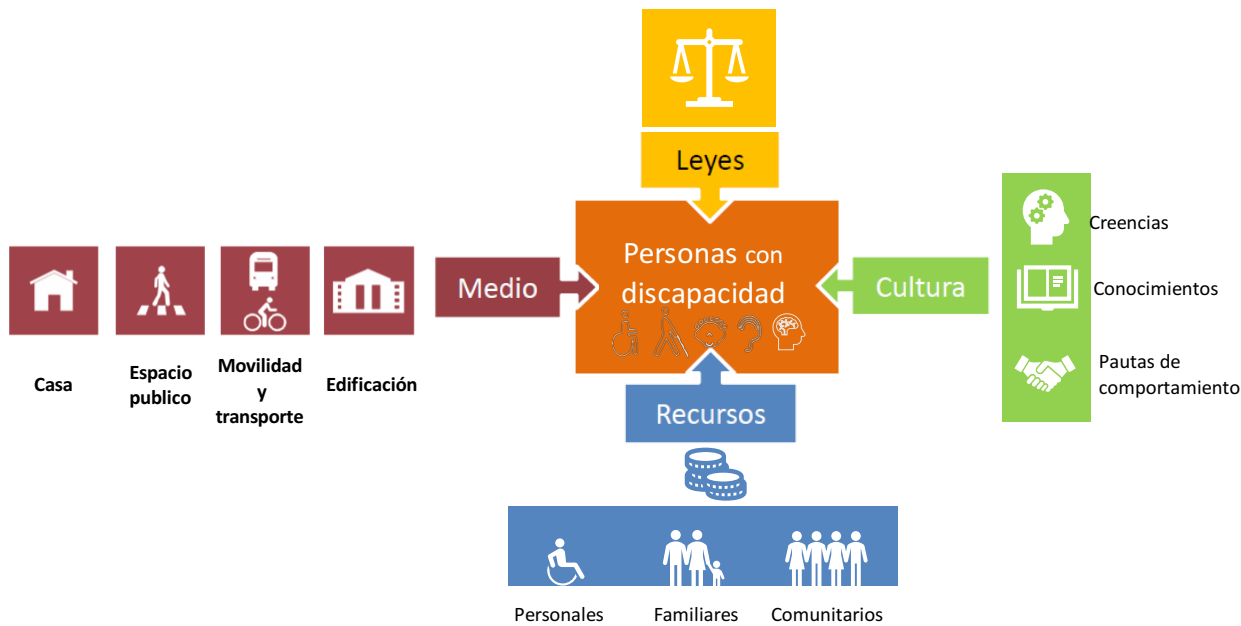 Leyes
Personas con
discapacidad
Medio
Cultura
Recursos
Casa
Espacio
publico
Movilidad
y
transporte
Edificación
Creencias
Conocimientos
Pautas de
comportamiento
Personales
Familiares
Comunitarios